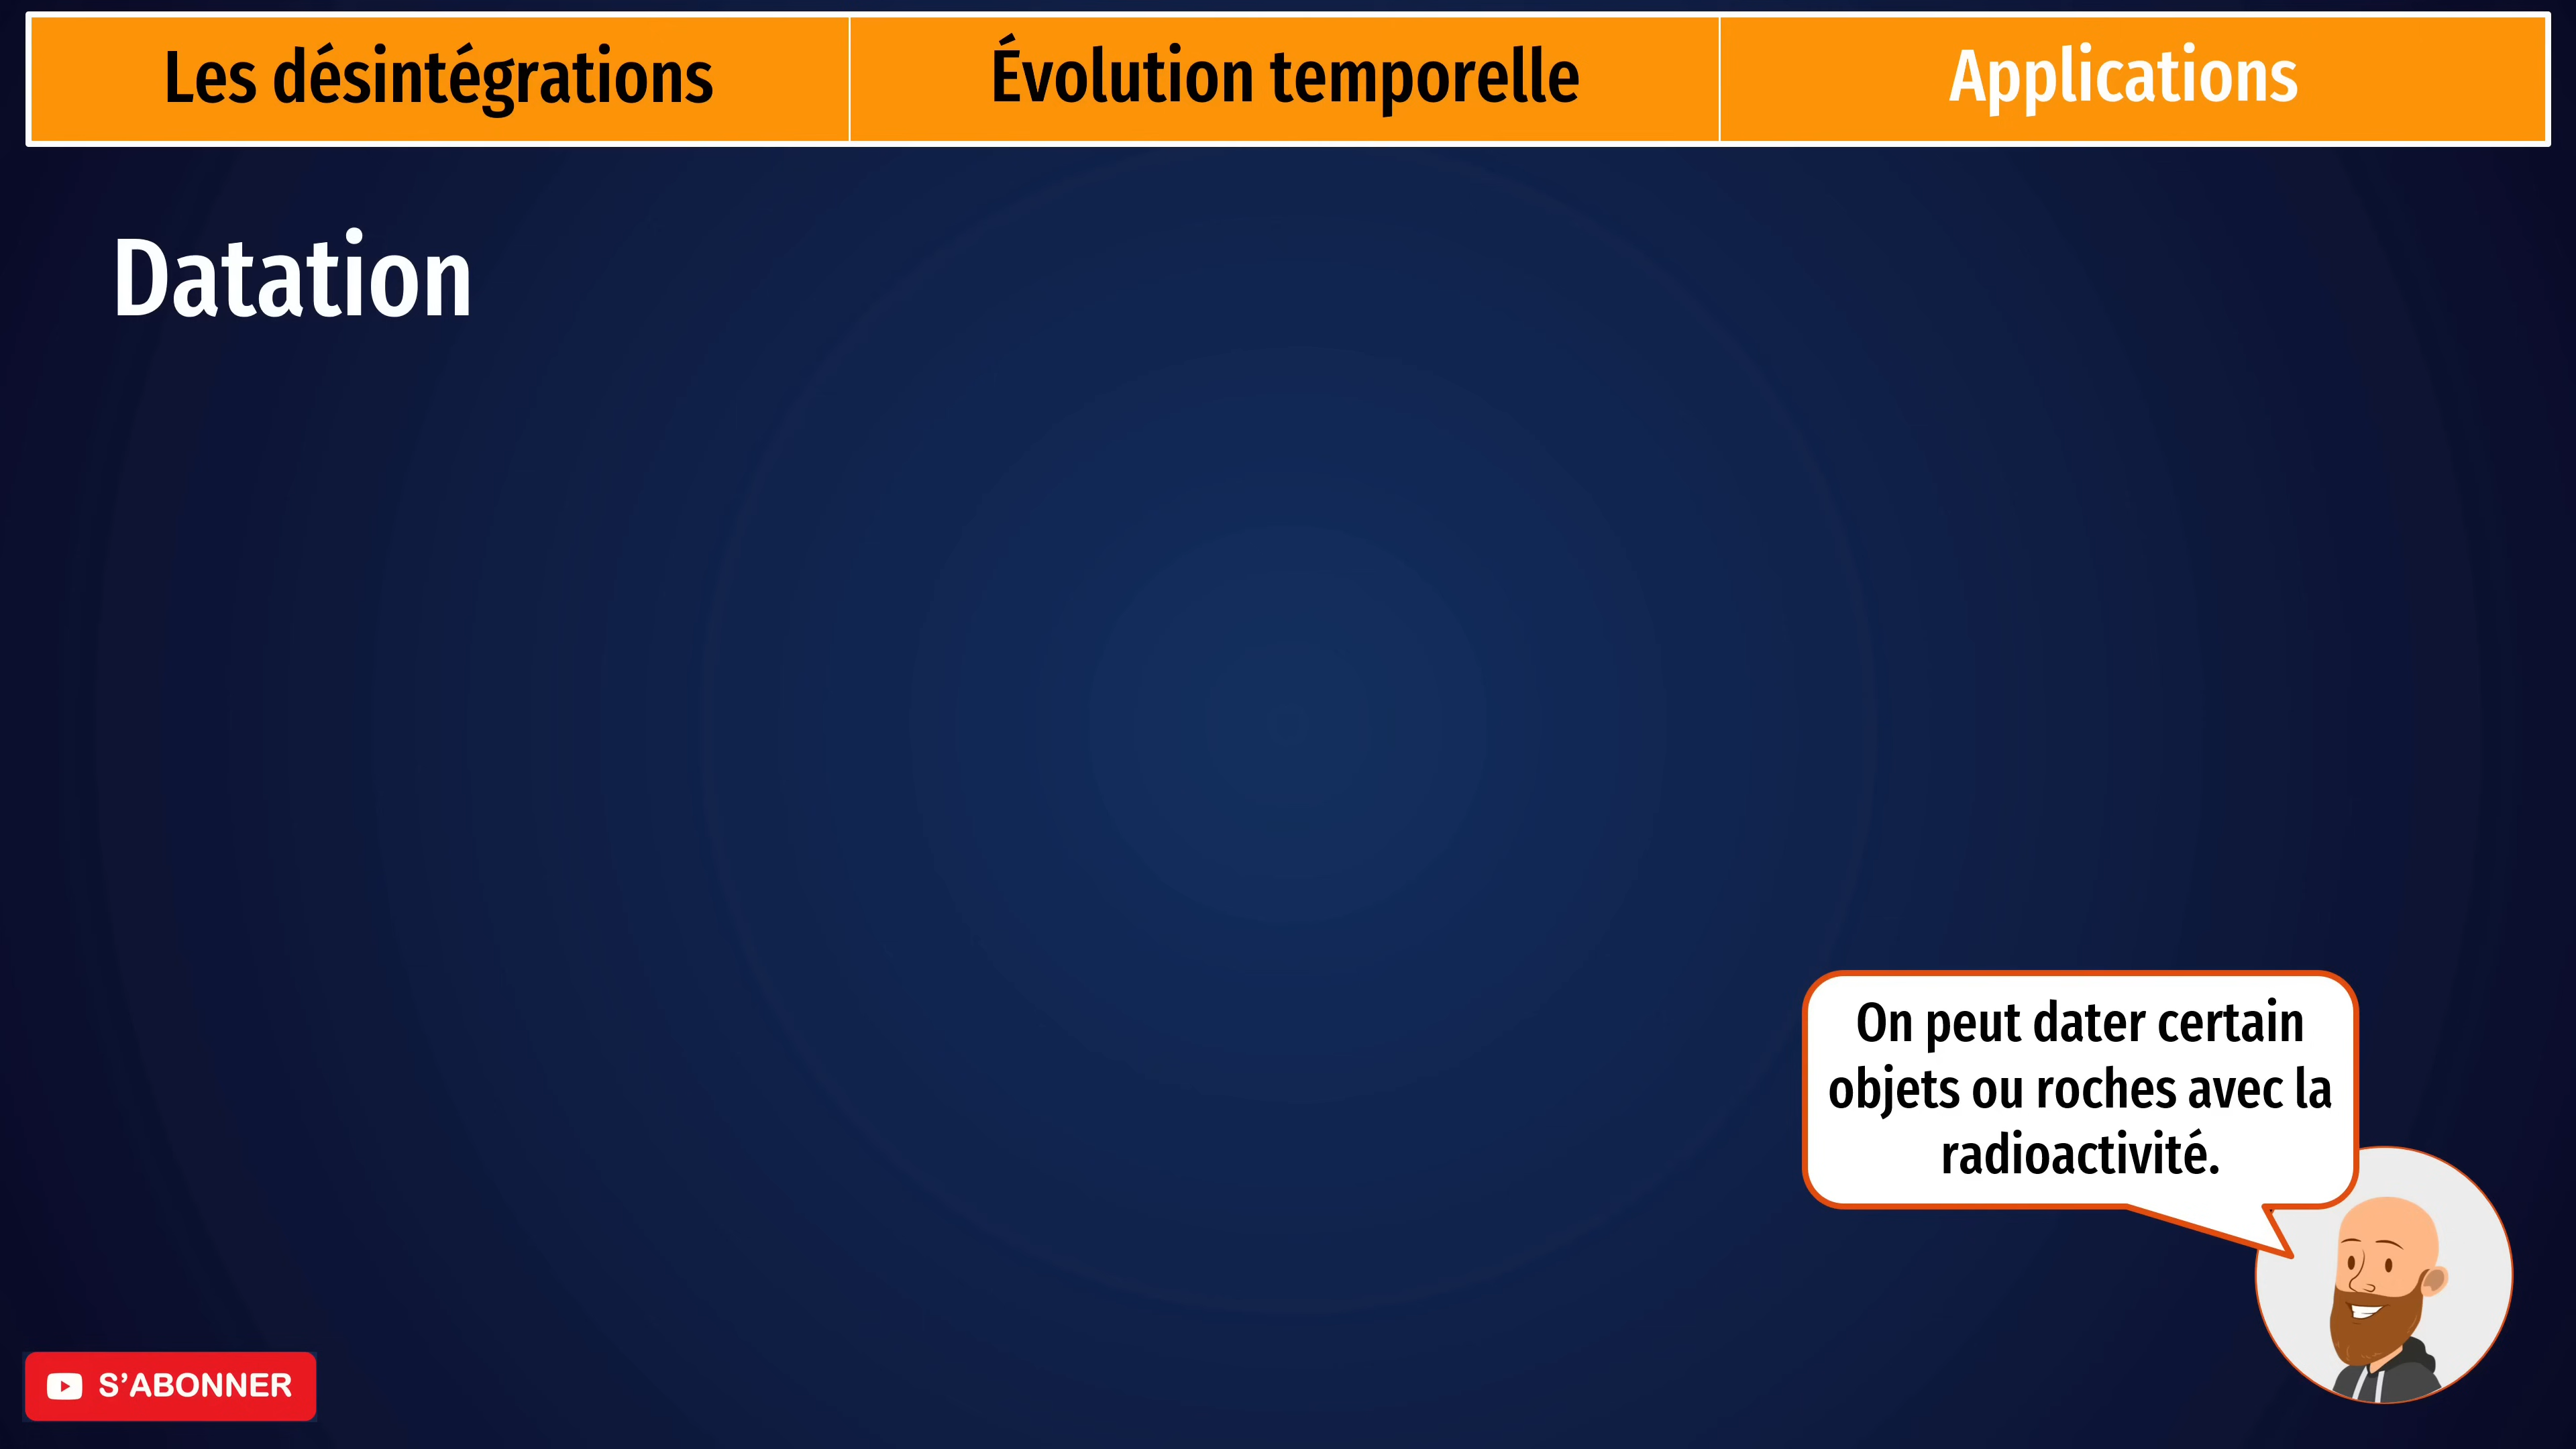 Les désintégrations
Évolution temporelle
Applications
Datation
On peut dater certain
objets ou roches avec la
radioactivité.
S'ABONNER